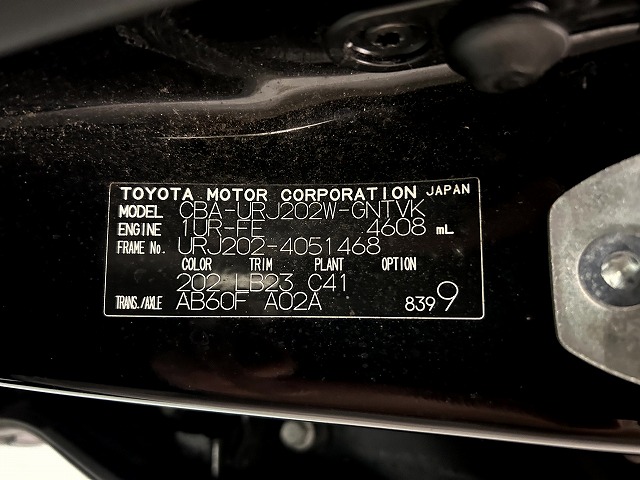 TOYOTA MOTOR CORPORATION JAPAN
MODEL CBA-URJ202W-GNTVK
ENGINE 1UR-FE 4608 mL
FRAME No. URJ202-4051468
COLOR TRIM PLANT OPTION
202 LB23 C41
TRANS./AXLE AB60F A02A 8399